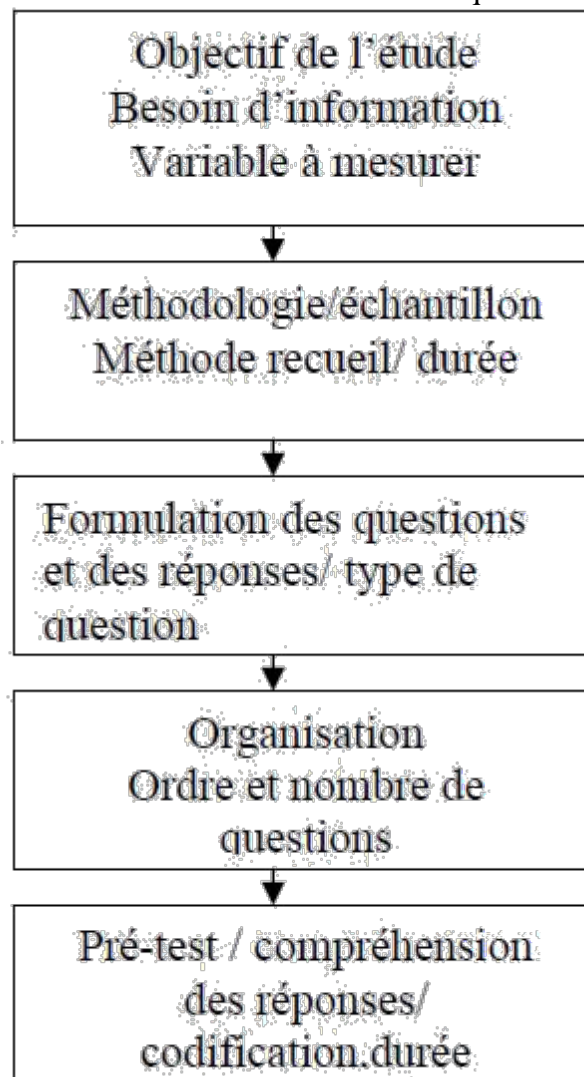 Objectif de l'étude
Besoin d'information
Variable à mesurer
Méthodologie/échantillon
Méthode recueil/ durée
Formulation des questions
et des réponses/ type de
question
Organisation
Ordre et nombre de
questions
Pré-test / compréhension
des réponses/
codification,durée